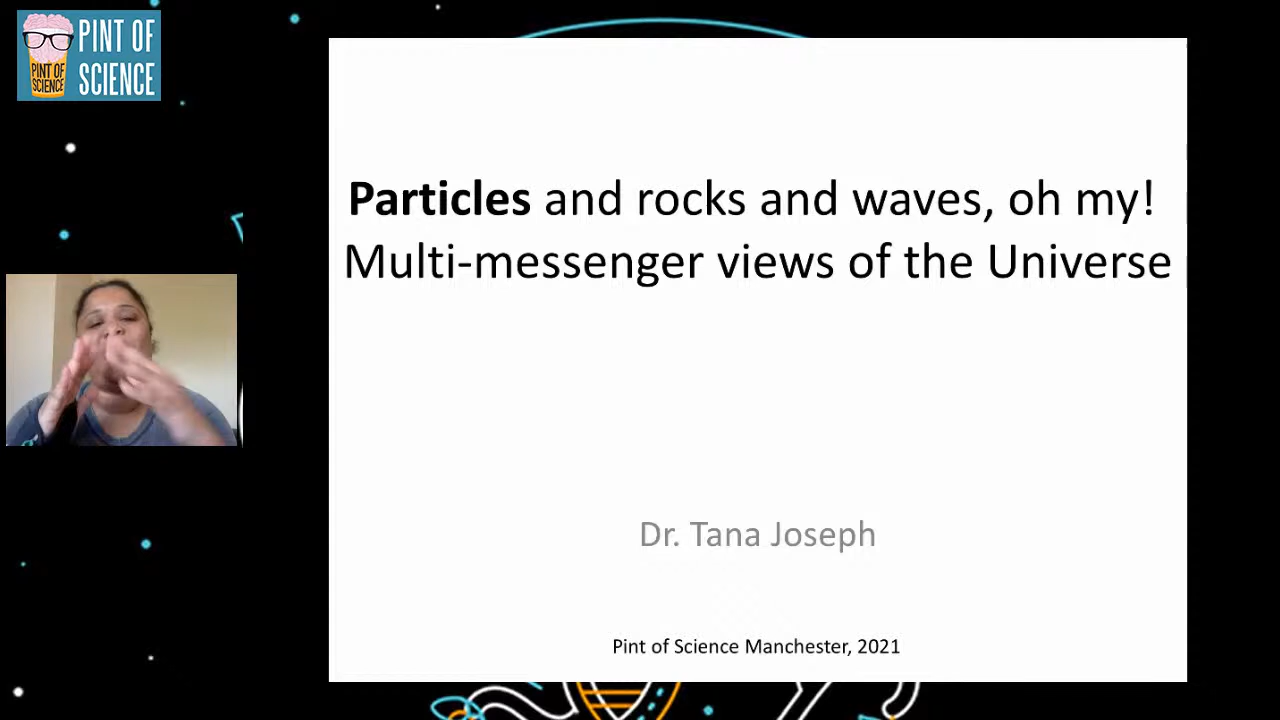 PINT OF
SCIENCE
PINT OF
SCIENCE
Particles and rocks and waves, oh my!
Multi-messenger views of the Universe
Dr. Tana Joseph
Pint of Science Manchester, 2021